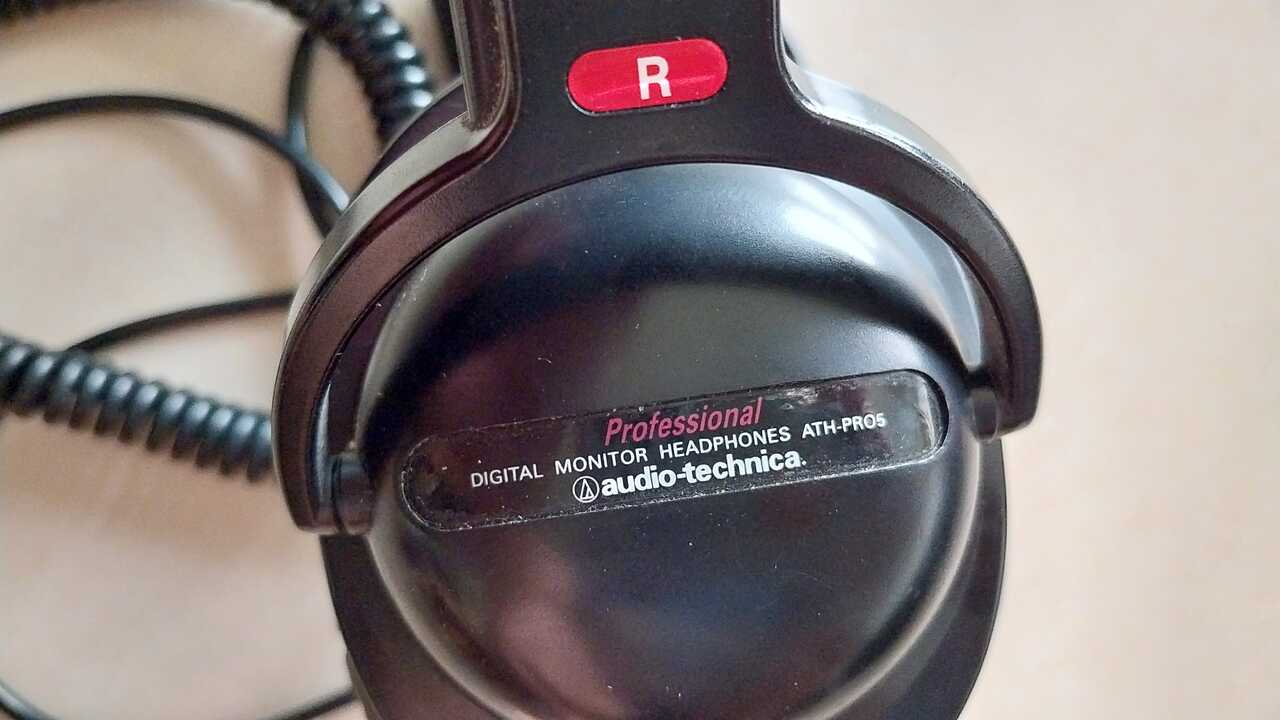 R
Professional
DIGITAL MONITOR HEADPHONES ATH-PRO5
audio-technica.